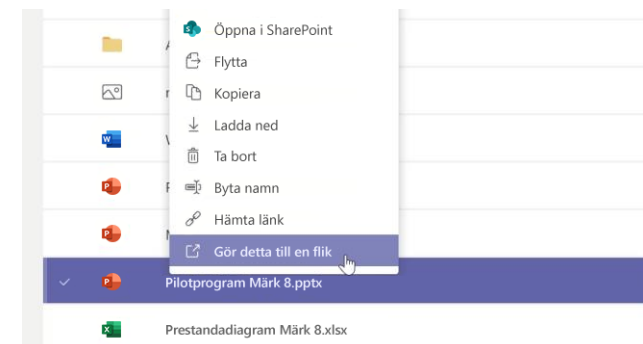 Öppna i SharePoint
Flytta
Kopiera
Ladda ned
Ta bort
Byta namn
Hämta länk
Gör detta till en flik
Pilotprogram Märk 8.pptx
Prestandadiagram Märk 8.xlsx